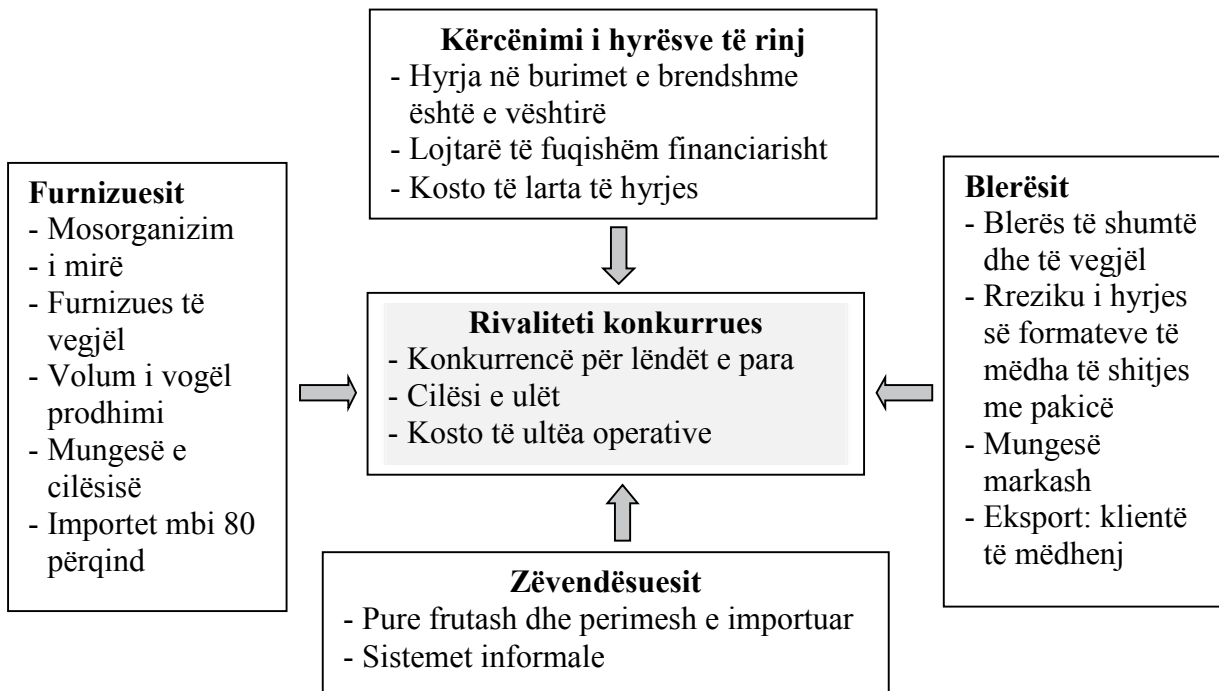 Kërcënimi i hyrësve të rinj
- Hyrja në burimet e brendshme
është e vështirë
- Lojtarë të fuqishëm financiarisht
- Kosto të larta të hyrjes
Furnizuesit
- Mosorganizim
- i mirë
- Furnizues të
vegjël
- Volum i vogël
prodhimi
- Mungesë e
cilësisë
- Importet mbi 80
përqind
Rivaliteti konkurrues
- Konkurrencë për lëndët e para
- Cilësi e ulët
- Kosto të ultëa operative
Blerësit
- Blerës të shumtë
dhe të vegjël
- Rreziku i hyrjes
së formateve të
mëdha të shitjes
me pakicë
- Mungesë
markash
- Eksport: klientë
të mëdhenj
Zëvendësuesit
- Pure frutash dhe perimesh e importuar
- Sistemet informale